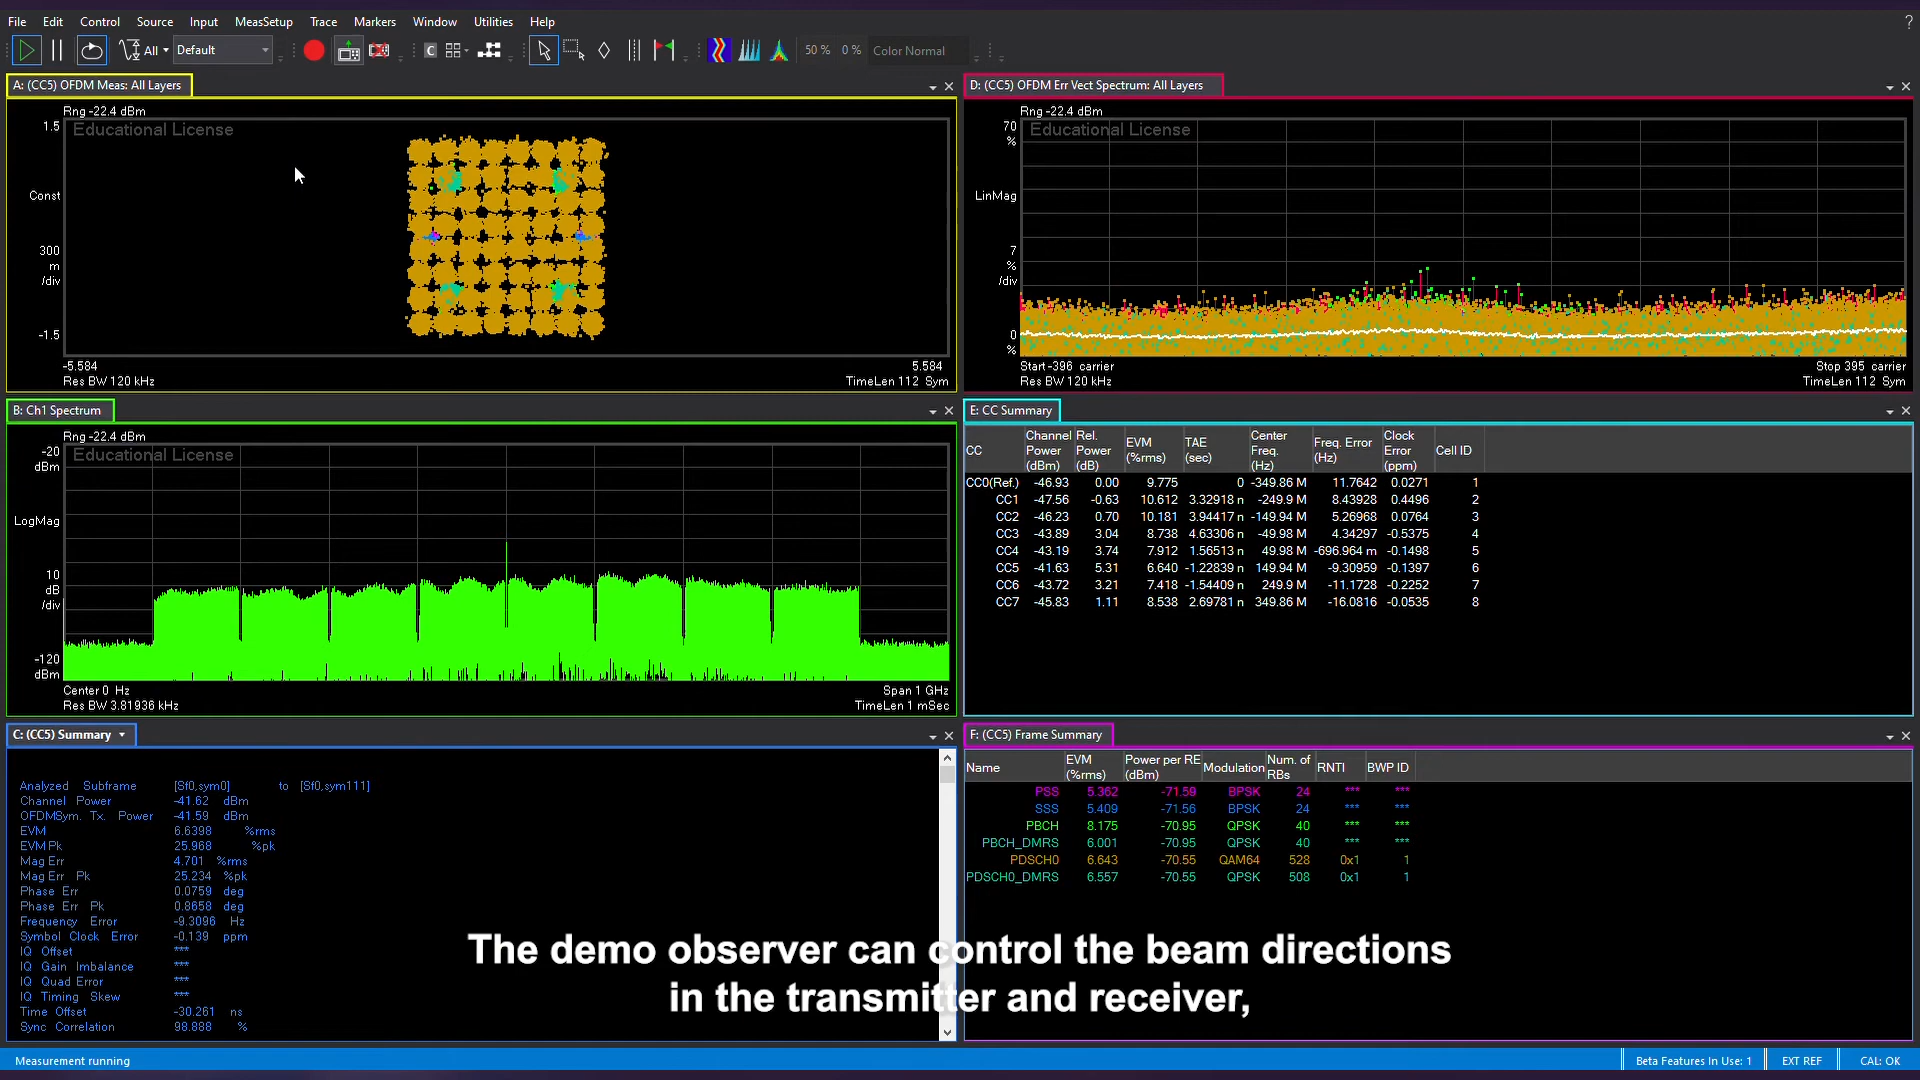 File Edit Control Source Input MeasSetup Trace Markers Window Utilities Help ?
All Default C 50 % 0 % Color Normal
A: (CC5) OFDM Meas: All Layers
Rng -22.4 dBm
1.5 Educational License
Const
300
m
/div
-1.5
-5.584 5.584
Res BW 120 kHz TimeLen 112 Sym
D: (CC5) OFDM Err Vect Spectrum: All Layers
Rng -22.4 dBm
70 Educational License
%
LinMag
7
%
/div
0
%
Start -396 carrier Stop 395 carrier
Res BW 120 kHz TimeLen 112 Sym
B: Ch1 Spectrum
Rng -22.4 dBm
-20 Educational License
dBm
LogMag
10
dB
/div
-120
dBm
Center 0 Hz Span 1 GHz
Res BW 3.81936 kHz TimeLen 1 mSec
E: CC Summary
CC Channel Power (dBm) Rel. Power (dB) EVM (%rms) TAE (sec) Center Freq. (Hz) Freq. Error (Hz) Clock Error (ppm) Cell ID
CC0(Ref.) -46.93 0.00 9.775 0 -349.86 M 11.7642 0.0271 1
CC1 -47.56 -0.63 10.612 3.32918 n -249.9 M 8.43928 0.4496 2
CC2 -46.23 0.70 10.181 3.94417 n -149.94 M 5.26968 0.0764 3
CC3 -43.89 3.04 8.738 4.63306 n -49.98 M 4.34297 -0.5375 4
CC4 -43.19 3.74 7.912 1.56513 n 49.98 M -696.964 m -0.1498 5
CC5 -41.63 5.31 6.640 -1.22839 n 149.94 M -9.30959 -0.1397 6
CC6 -43.72 3.21 7.418 -1.54409 n 249.9 M -11.1728 -0.2252 7
CC7 -45.83 1.11 8.538 2.69781 n 349.86 M -16.0816 -0.0535 8
C: (CC5) Summary
Analyzed Subframe [Sf0,sym0] to [Sf0,sym111]
Channel Power -41.62 dBm
OFDMSym. Tx. Power -41.59 dBm
EVM 6.6398 %rms
EVM Pk 25.968 %pk
Mag Err 4.701 %rms
Mag Err Pk 25.234 %pk
Phase Err 0.0759 deg
Phase Err Pk 0.8658 deg
Frequency Error -9.3096 Hz
Symbol Clock Error -0.139 ppm
IQ Offset ***
IQ Gain Imbalance ***
IQ Quad Error ***
IQ Timing Skew ***
Time Offset -30.261 ns
Sync Correlation 98.888 %
F: (CC5) Frame Summary
Name EVM (%rms) Power per RE (dBm) Modulation Num. of RBs RNTI BWP ID
PSS 5.362 -71.59 BPSK 24 *** ***
SSS 5.409 -71.56 BPSK 24 *** ***
PBCH 8.175 -70.95 QPSK 40 *** ***
PBCH_DMRS 6.001 -70.95 QPSK 40 *** ***
PDSCH0 6.643 -70.55 QAM64 528 0x1 1
PDSCH0_DMRS 6.557 -70.55 QPSK 508 0x1 1
The demo observer can control the beam directions
in the transmitter and receiver,
Measurement running Beta Features In Use: 1 EXT REF CAL: OK